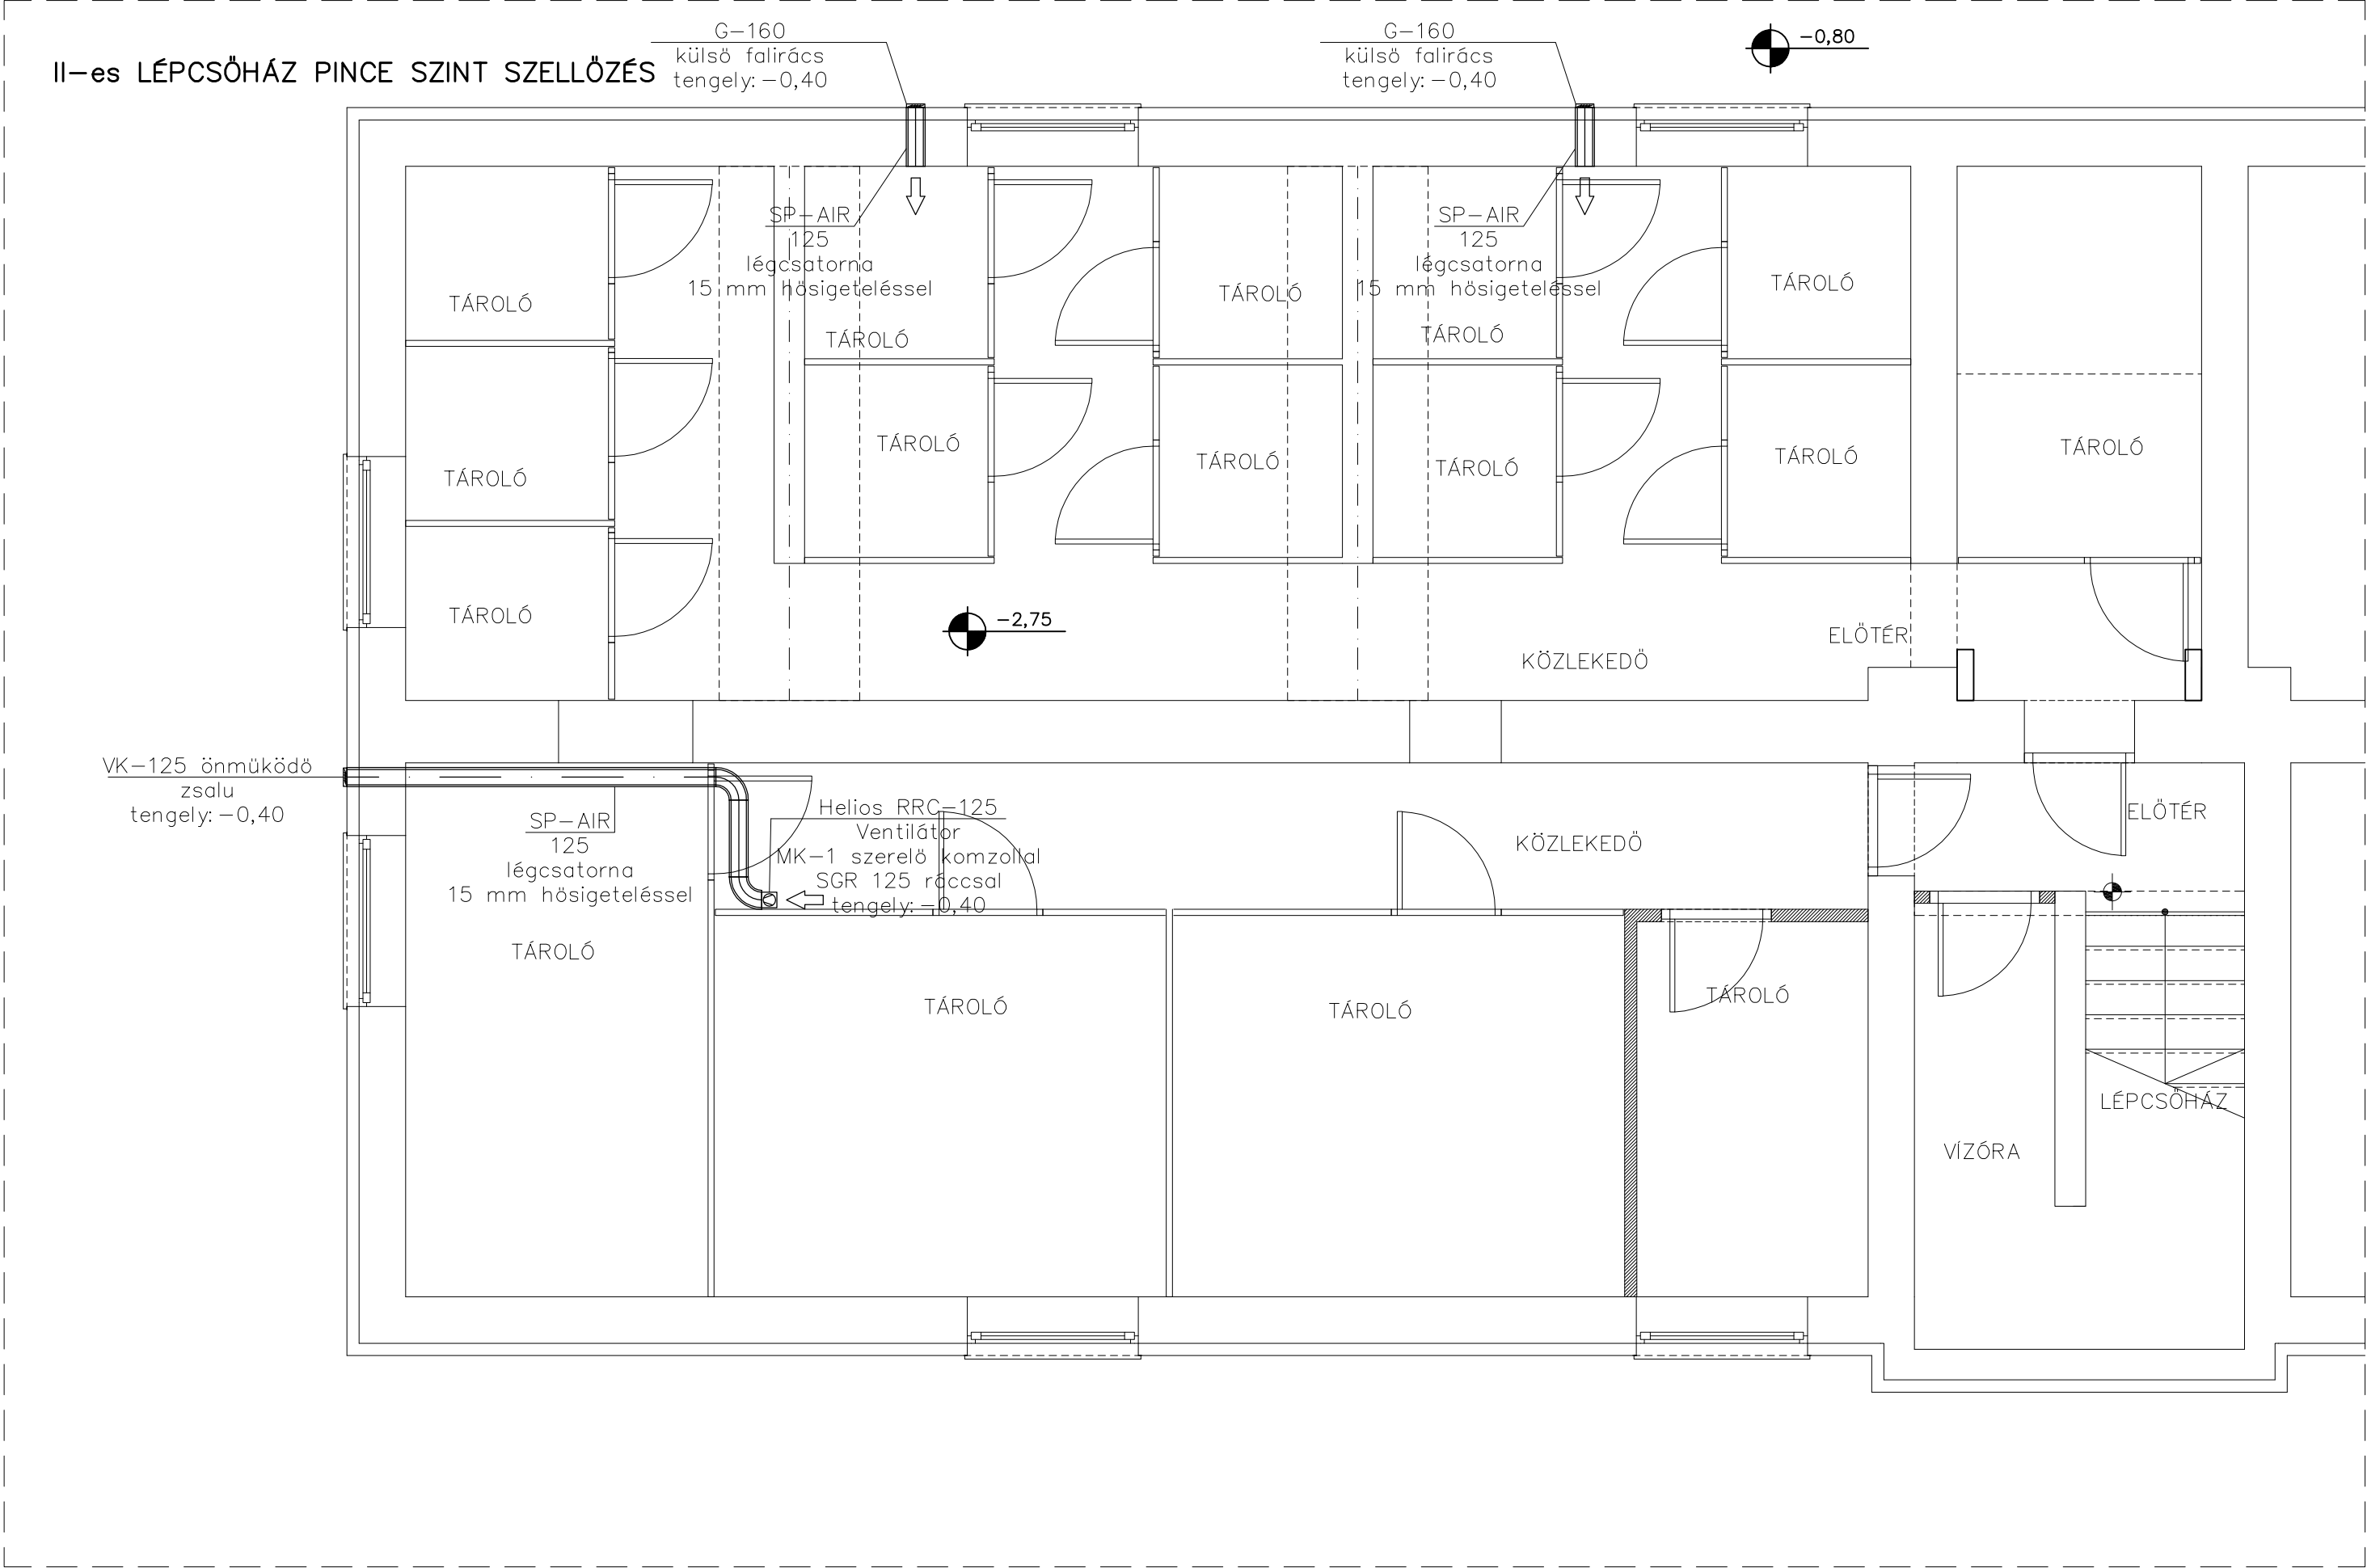 II-es LÉPCSŐHÁZ PINCE SZINT SZELLŐZÉS
G-160
külső falirács
tengely:-0,40
G-160
külső falirács
tengely:-0,40
-0,80
SP-AIR
125
légcsatorna
15 mm hősigeteléssel
SP-AIR
125
légcsatorna
15 mm hősigeteléssel
TÁROLÓ
TÁROLÓ
TÁROLÓ
TÁROLÓ
TÁROLÓ
TÁROLÓ
TÁROLÓ
TÁROLÓ
TÁROLÓ
TÁROLÓ
TÁROLÓ
TÁROLÓ
-2,75
ELŐTÉR
KÖZLEKEDŐ
VK-125 önműködő
zsalu
tengely:-0,40
SP-AIR
125
légcsatorna
15 mm hősigeteléssel
Helios RRC-125
Ventilátor
MK-1 szerelő komzollal
SGR 125 ráccsal
tengely:-0,40
KÖZLEKEDŐ
ELŐTÉR
TÁROLÓ
TÁROLÓ
TÁROLÓ
TÁROLÓ
LÉPCSŐHÁZ
VÍZÓRA